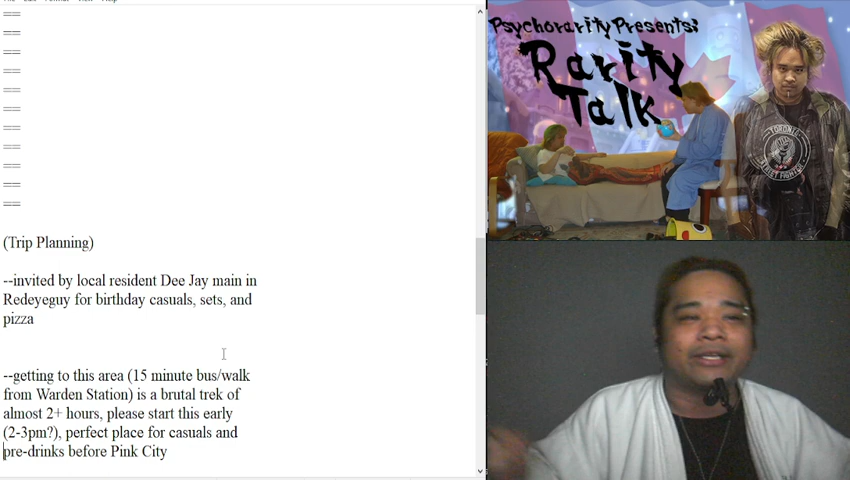 ==
==
==
==
==
==
==
==
==
==
==
(Trip Planning)
--invited by local resident Dee Jay main in
Redeyeguy for birthday casuals, sets, and
pizza
--getting to this area (15 minute bus/walk
from Warden Station) is a brutal trek of
almost 2+ hours, please start this early
(2-3pm?), perfect place for casuals and
pre-drinks before Pink City
Psychorarity Presents:
Rarity
Talk
TORONTO
STREET FIGHTER